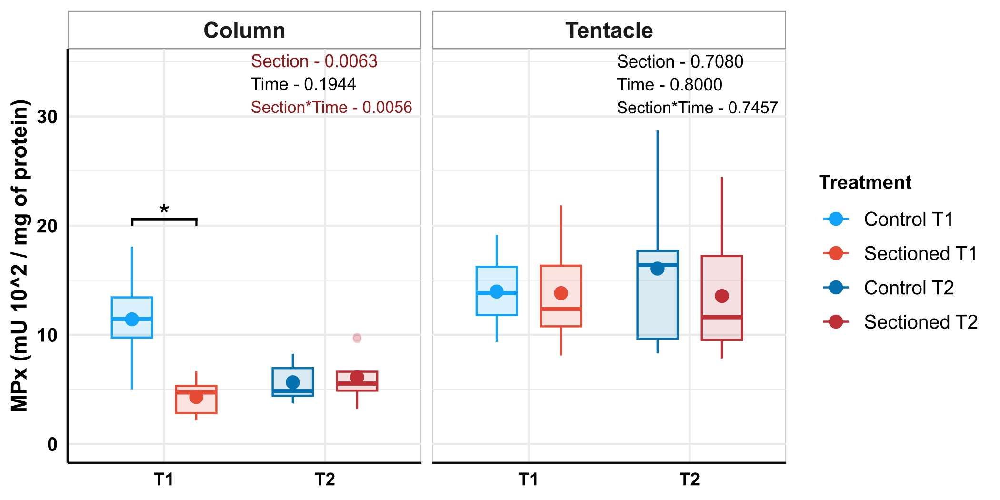 Column
Tentacle
Section - 0.0063
Time - 0.1944
Section*Time - 0.0056
Section - 0.7080
Time - 0.8000
Section*Time - 0.7457
*
MPx (mU 10^2 / mg of protein)
30
20
10
0
T1
T2
T1
T2
Treatment
Control T1
Sectioned T1
Control T2
Sectioned T2